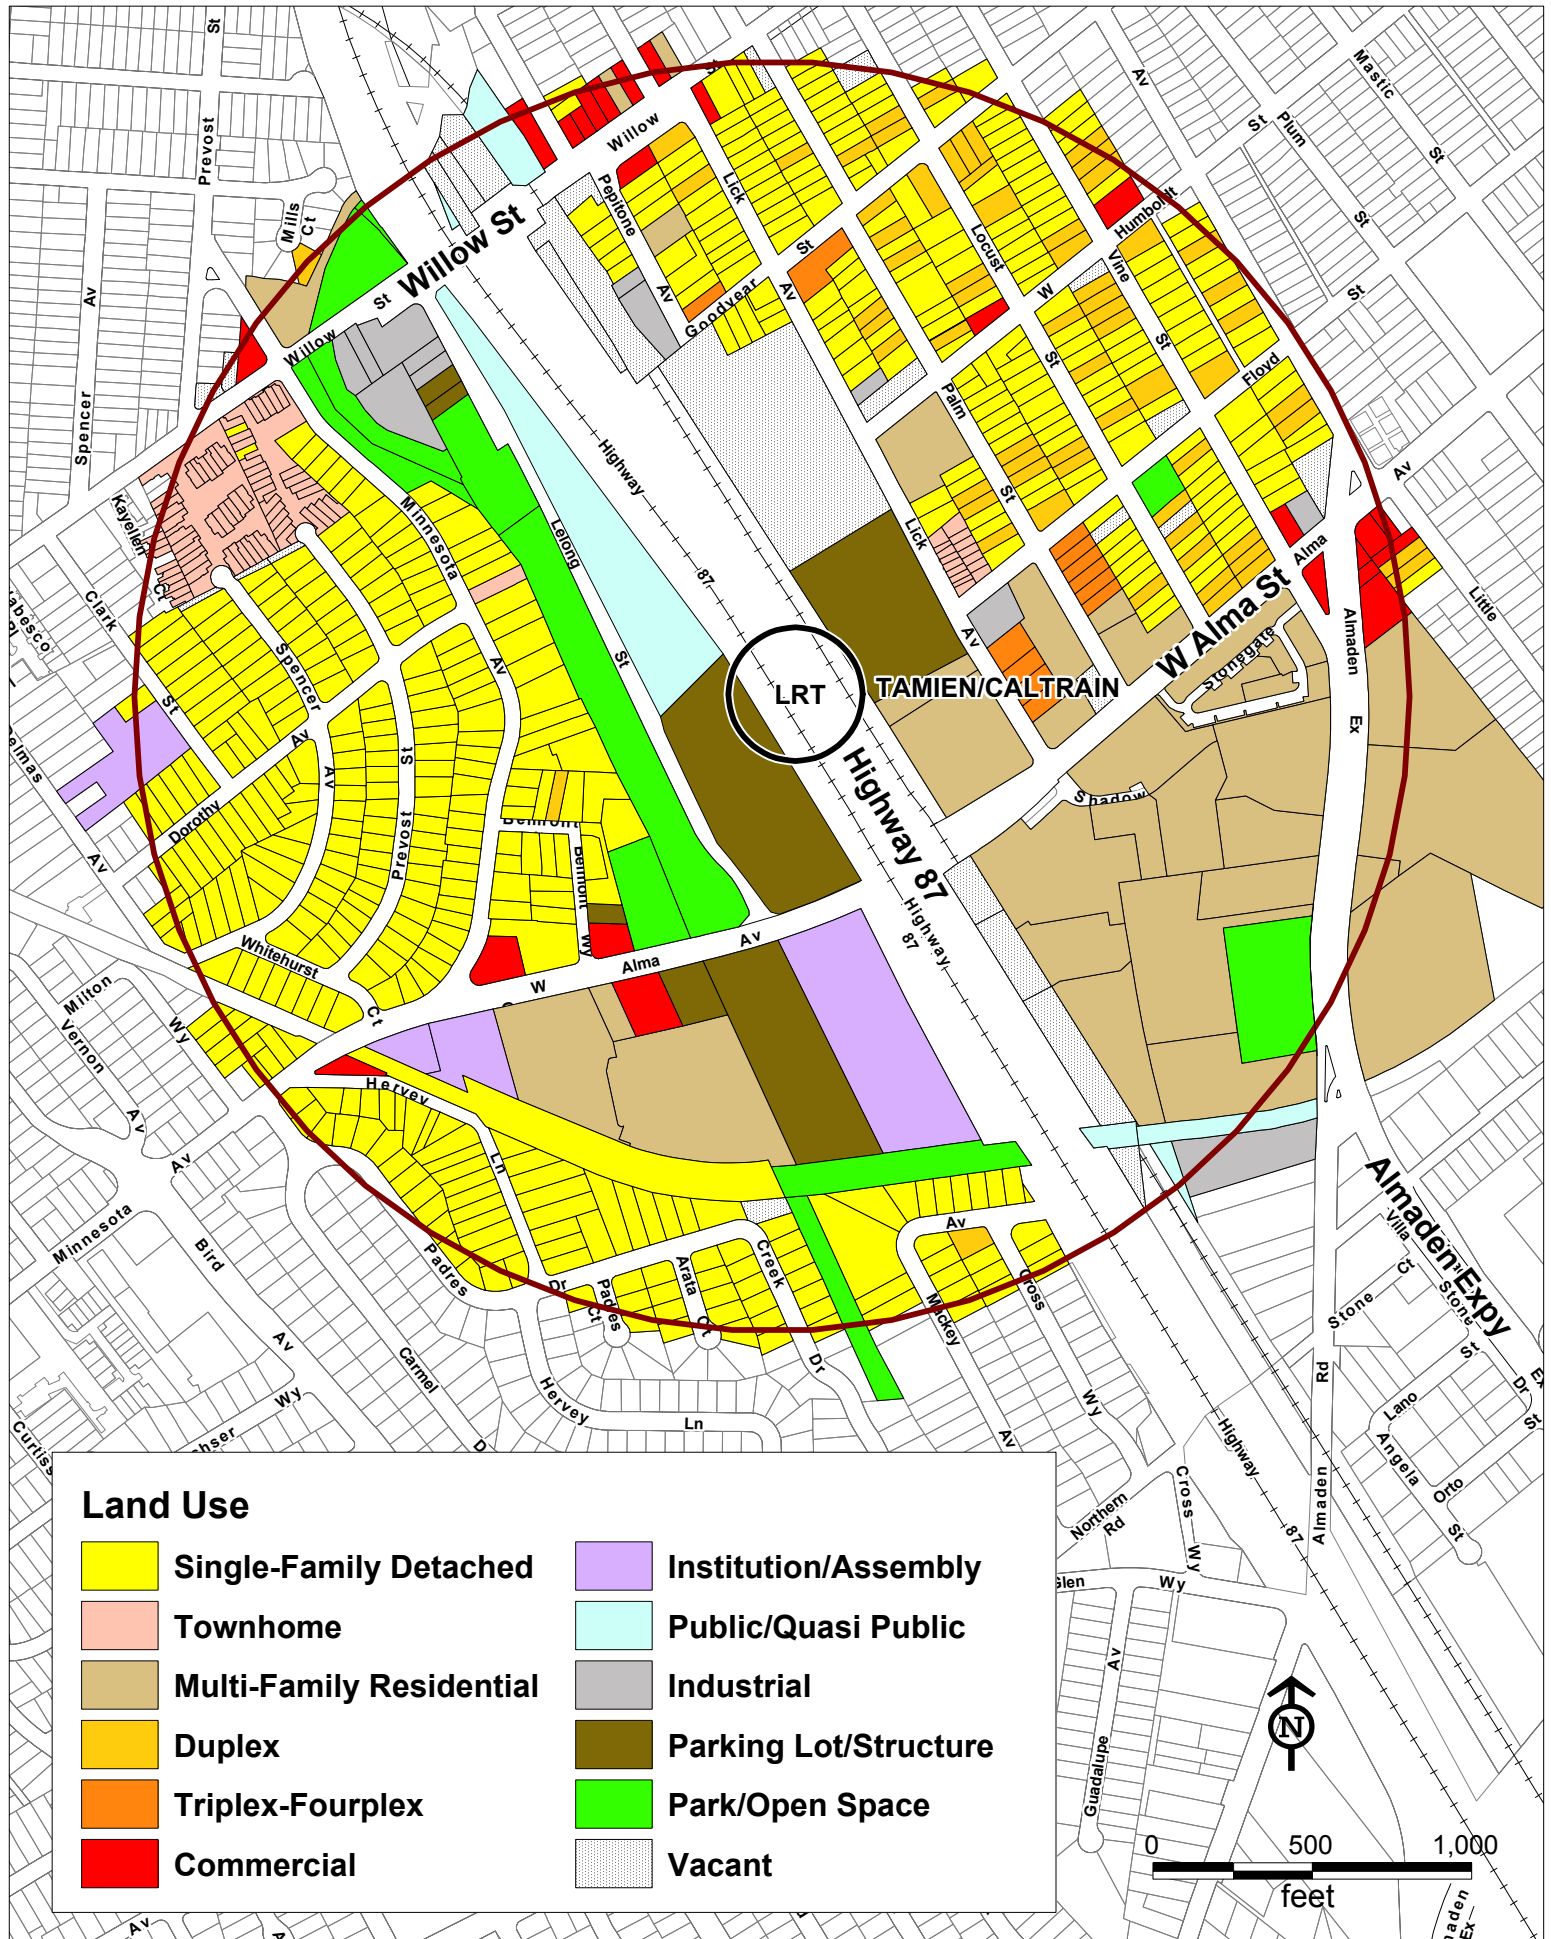 St
Prevost
Mills
Ct
Av
Spencer
Willow
St
Willow St
Willow
St
Pepitone
Av
Lick
Av
Goodyear
St
Locust
St
W
Humboldt
Vine
St
Floyd
Av
Mastic
St
Plum
St
St
St
Av
Palm
St
Lick
Av
Highway
87
Lelong
St
Minnesota
Av
Kayellen
Ct
Clark
St
Spencer
Av
Dorothy
Av
Prevost
St
Delmas
Av
Belmont
Belmont
Wy
Whitehurst
Ct
LRT
TAMIEN/CALTRAIN
W Alma St
Alma
Stonegate
Shadow
Almaden
Ex
Little
Highway 87
Highway
87
W
Alma
Av
Milton
Vernon
Av
Wy
Minnesota
Av
Bird
Av
Hervey
Ln
Padres
Dr
Padres
Ct
Arata
Ct
Creek
Dr
Av
Mackey
Av
Cross
Wy
Carmel
D
Hervey
Ln
Curtiss
Wy
Almaden Expy
Villa
Ct
Stone
Stone
St
Lano
Angela
St
Orto
St
Dr
Ex
Rd
Almaden
Highway
87
Northern
Rd
Cross
Wy
Glen
Wy
Guadalupe
Av
Land Use
Single-Family Detached
Townhome
Multi-Family Residential
Duplex
Triplex-Fourplex
Commercial
Institution/Assembly
Public/Quasi Public
Industrial
Parking Lot/Structure
Park/Open Space
Vacant
N
0 500 1,000
feet
Av
Ex